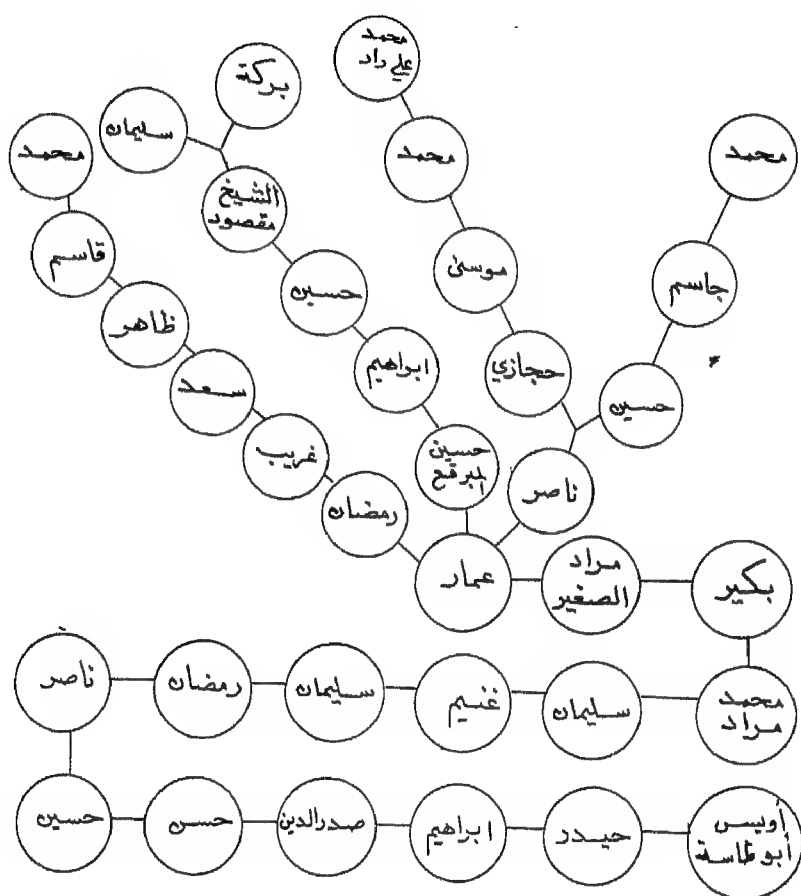 محمد
علي داد
بركة
سليمان
محمد
محمد
محمد
الشيخ
مقصود
قاسم
موسى
جاسم
حسين
ظاهر
ابراهيم
حجازي
سعد
حسين
غريب
حسين
المبرقع
ناصر
رمضان
عمار
مراد
الصغير
بكير
ناصر
رمضان
سليمان
غنيم
سليمان
محمد
مراد
حسين
حسن
صدرالدين
ابراهيم
حيدر
أويس
أبو طاسة